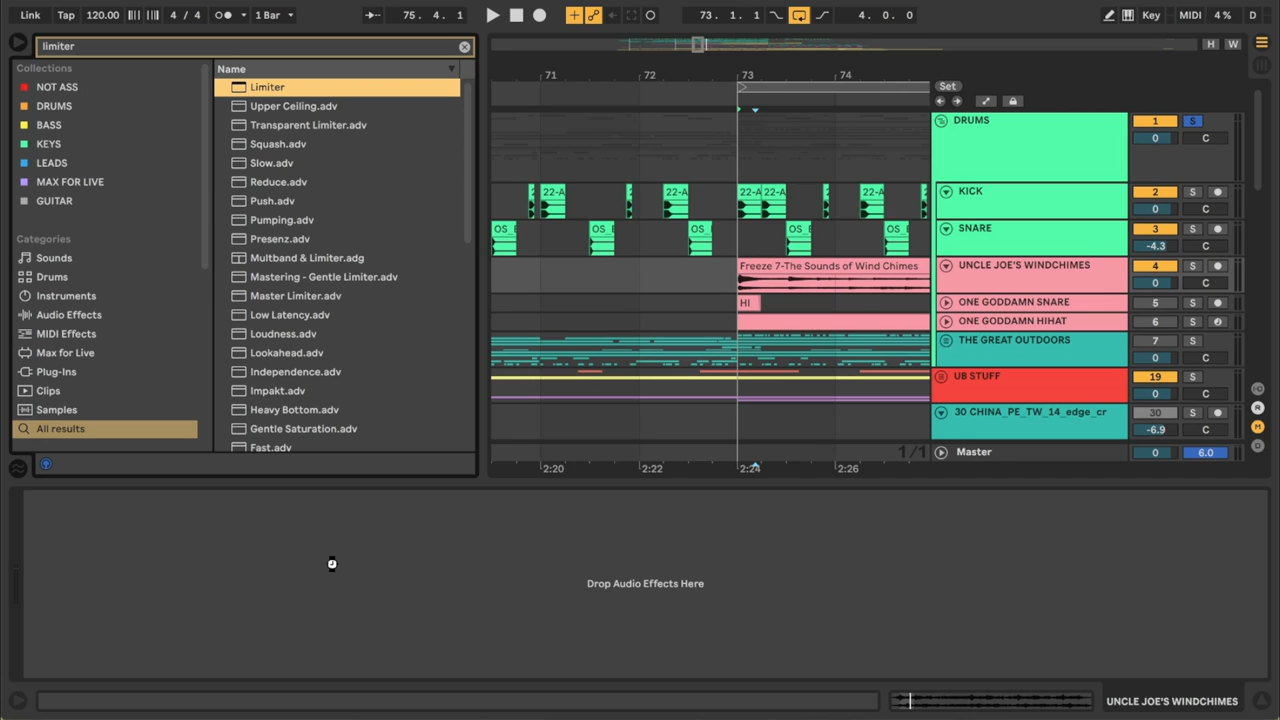 Link Tap 120.00 4 / 4 1 Bar 75. 4. 1 73. 1. 1 4. 0. 0 Key MIDI 4 % D
limiter
H W
Collections
NOT ASS
DRUMS
BASS
KEYS
LEADS
MAX FOR LIVE
GUITAR
Categories
Sounds
Drums
Instruments
Audio Effects
MIDI Effects
Max for Live
Plug-Ins
Clips
Samples
All results
Name
Limiter
Upper Ceiling.adv
Transparent Limiter.adv
Squash.adv
Slow.adv
Reduce.adv
Push.adv
Pumping.adv
Presenz.adv
Multband & Limiter.adg
Mastering - Gentle Limiter.adv
Master Limiter.adv
Low Latency.adv
Loudness.adv
Lookahead.adv
Independence.adv
Impakt.adv
Heavy Bottom.adv
Gentle Saturation.adv
Fast.adv
71 72 73 74
Set
DRUMS 1 S
0 C
22-A 22-A 22-A 22-A 22-A KICK 2 S
0 C
OS_E OS_E OS_E OS_E OS_E SNARE 3 S
-4.3 C
Freeze 7-The Sounds of Wind Chimes UNCLE JOE'S WINDCHIMES 4 S
0 C
HI ONE GODDAMN SNARE 5 S
ONE GODDAMN HIHAT 6 S
THE GREAT OUTDOORS 7 S
0 C
UB STUFF 19 S
0 C
30 CHINA_PE_TW_14_edge_cr 30 S
-6.9 C
1/1 Master 0 6.0
2:20 2:22 2:24 2:26
I·O
R
M
D
Drop Audio Effects Here
UNCLE JOE'S WINDCHIMES